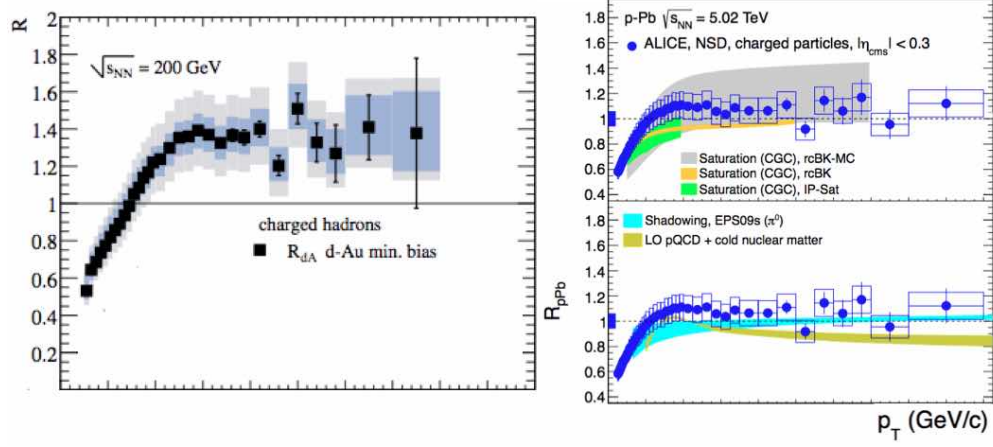 R
2
1.8
1.6
1.4
1.2
1
0.8
0.6
0.4
0.2
√sNN = 200 GeV
charged hadrons
RdA d-Au min. bias
1.8
1.6
1.4
1.2
1
0.8
0.6
0.4
p-Pb √sNN = 5.02 TeV
ALICE, NSD, charged particles, |ηcms| < 0.3
Saturation (CGC), rcBK-MC
Saturation (CGC), rcBK
Saturation (CGC), IP-Sat
RpPb
1.8
1.6
1.4
1.2
1
0.8
0.6
0.4
Shadowing, EPS09s (π0)
LO pQCD + cold nuclear matter
pT (GeV/c)